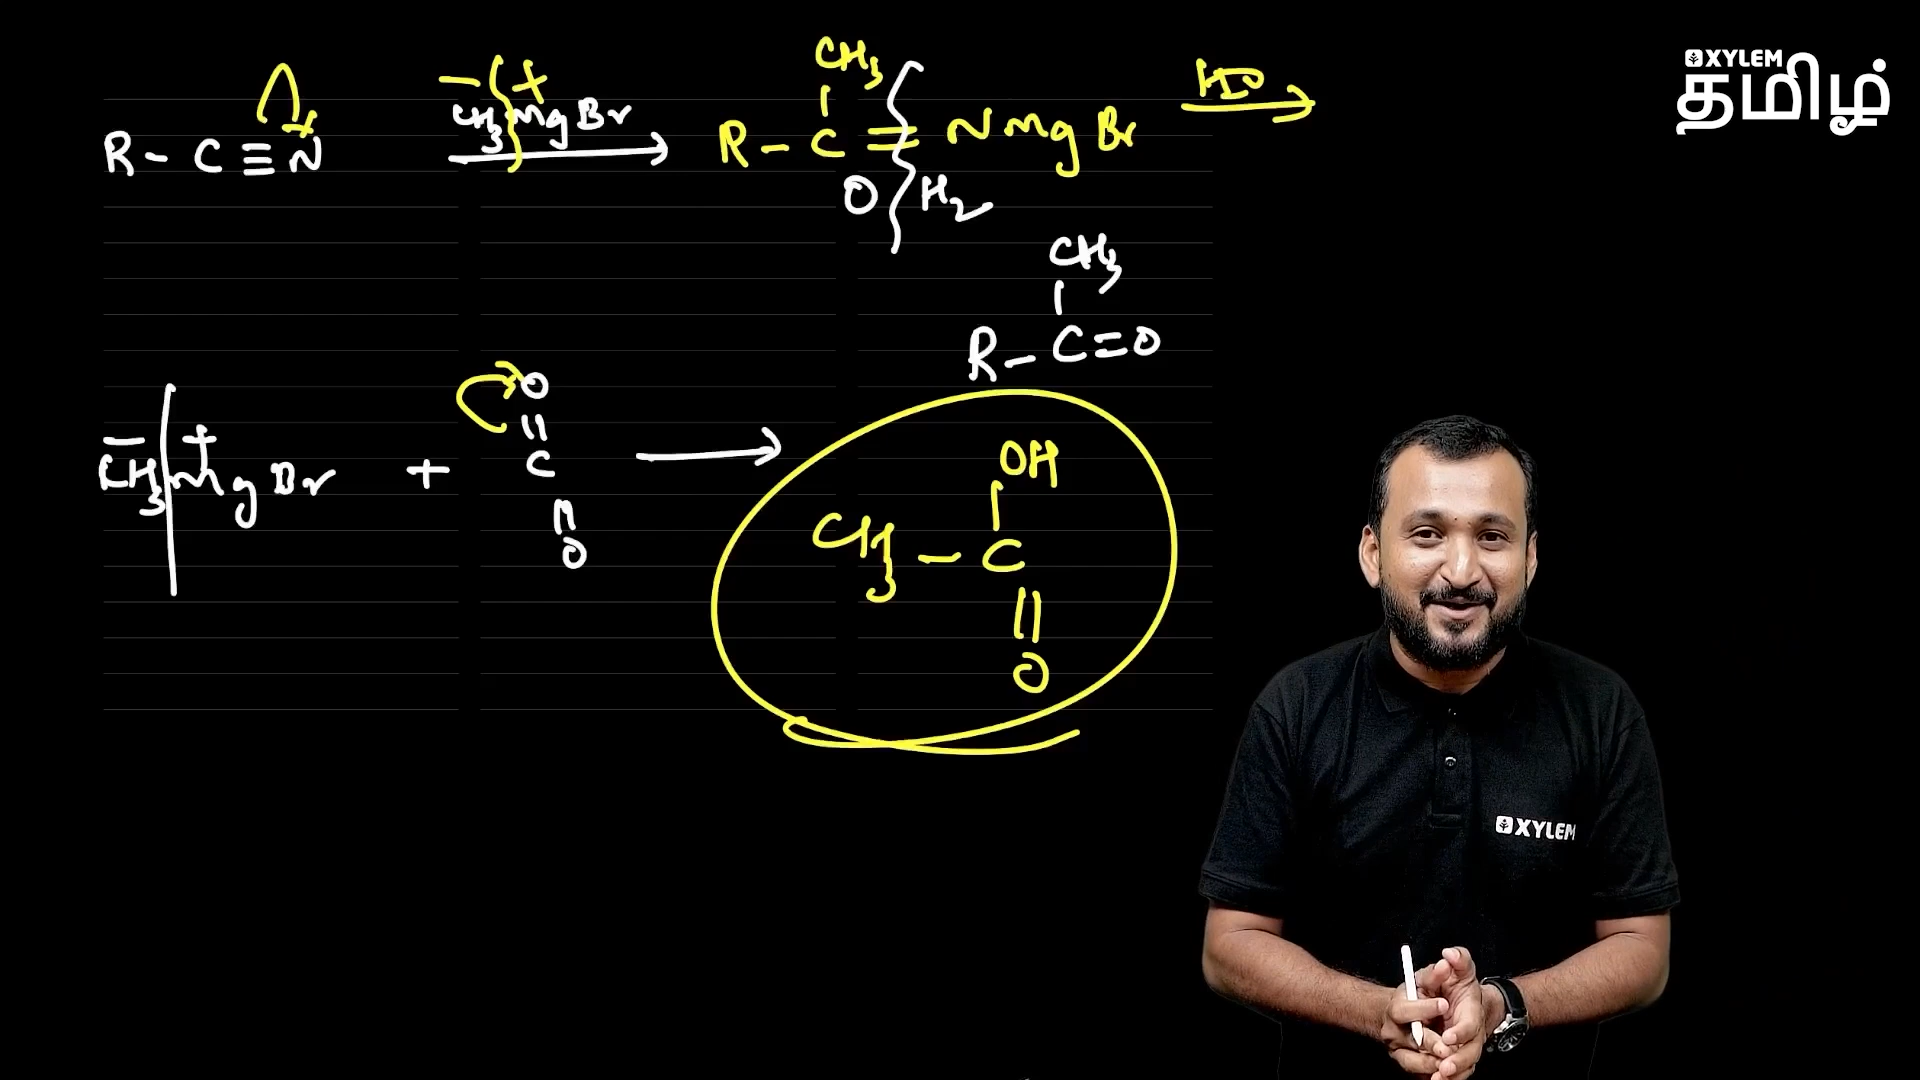 XYLEM
தமிழ்
R - C ≡ N
CH3MgBr
CH3
R - C = NMgBr
H2O
O H2
CH3
R - C = O
CH3MgBr + O
C
O
OH
CH3 - C
O
XYLEM